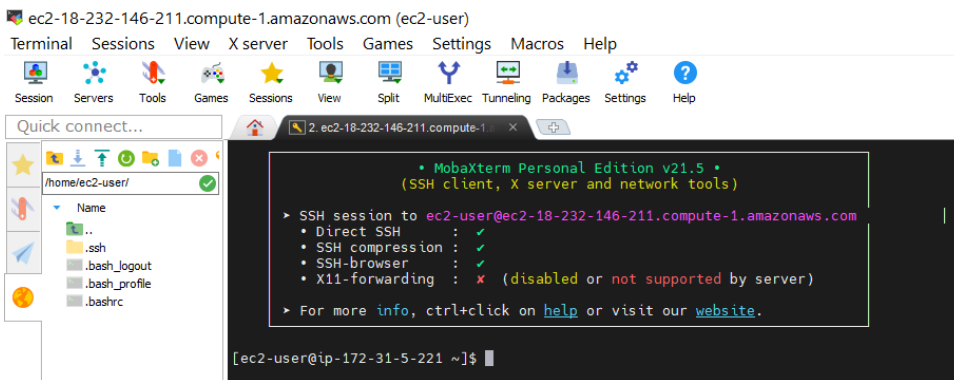 ec2-18-232-146-211.compute-1.amazonaws.com (ec2-user)
Terminal Sessions View X server Tools Games Settings Macros Help
Session Servers Tools Games Sessions View Split MultiExec Tunneling Packages Settings Help
Quick connect...
2. ec2-18-232-146-211.compute-1.a
/home/ec2-user/
Name
..
.ssh
.bash_logout
.bash_profile
.bashrc
• MobaXterm Personal Edition v21.5 •
(SSH client, X server and network tools)
➤ SSH session to ec2-user@ec2-18-232-146-211.compute-1.amazonaws.com
• Direct SSH : ✔
• SSH compression : ✔
• SSH-browser : ✔
• X11-forwarding : ✘ (disabled or not supported by server)
➤ For more info, ctrl+click on help or visit our website.
[ec2-user@ip-172-31-5-221 ~]$